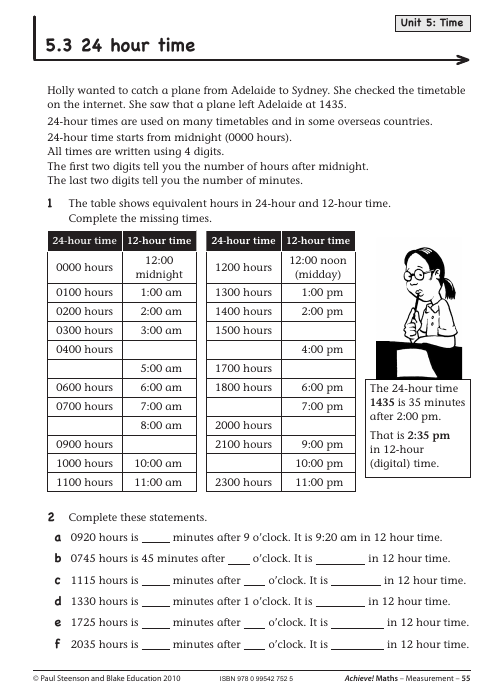 Unit 5: Time
5.3 24 hour time
Holly wanted to catch a plane from Adelaide to Sydney. She checked the timetable
on the internet. She saw that a plane left Adelaide at 1435.
24-hour times are used on many timetables and in some overseas countries.
24-hour time starts from midnight (0000 hours).
All times are written using 4 digits.
The first two digits tell you the number of hours after midnight.
The last two digits tell you the number of minutes.
1 The table shows equivalent hours in 24-hour and 12-hour time.
Complete the missing times.
24-hour time 12-hour time
0000 hours 12:00
midnight
0100 hours 1:00 am
0200 hours 2:00 am
0300 hours 3:00 am
0400 hours
5:00 am
0600 hours 6:00 am
0700 hours 7:00 am
8:00 am
0900 hours
1000 hours 10:00 am
1100 hours 11:00 am
24-hour time 12-hour time
1200 hours 12:00 noon
(midday)
1300 hours 1:00 pm
1400 hours 2:00 pm
1500 hours
4:00 pm
1700 hours
1800 hours 6:00 pm
7:00 pm
2000 hours
2100 hours 9:00 pm
10:00 pm
2300 hours 11:00 pm
The 24-hour time
1435 is 35 minutes
after 2:00 pm.
That is 2:35 pm
in 12-hour
(digital) time.
2 Complete these statements.
a 0920 hours is ____ minutes after 9 o'clock. It is 9:20 am in 12 hour time.
b 0745 hours is 45 minutes after ____ o'clock. It is _________ in 12 hour time.
c 1115 hours is ____ minutes after ____ o'clock. It is _________ in 12 hour time.
d 1330 hours is ____ minutes after 1 o'clock. It is _________ in 12 hour time.
e 1725 hours is ____ minutes after ____ o'clock. It is _________ in 12 hour time.
f 2035 hours is ____ minutes after ____ o'clock. It is _________ in 12 hour time.
© Paul Steenson and Blake Education 2010 ISBN 978 0 99542 752 5 Achieve! Maths – Measurement – 55